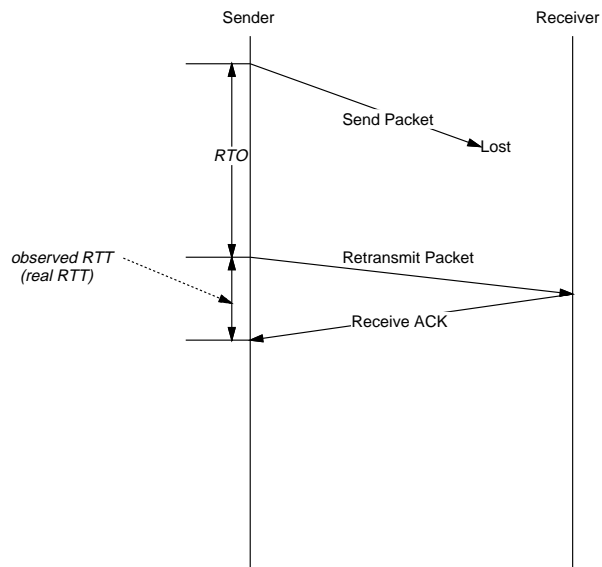 Sender
Receiver
Send Packet
Lost
RTO
observed RTT
(real RTT)
Retransmit Packet
Receive ACK